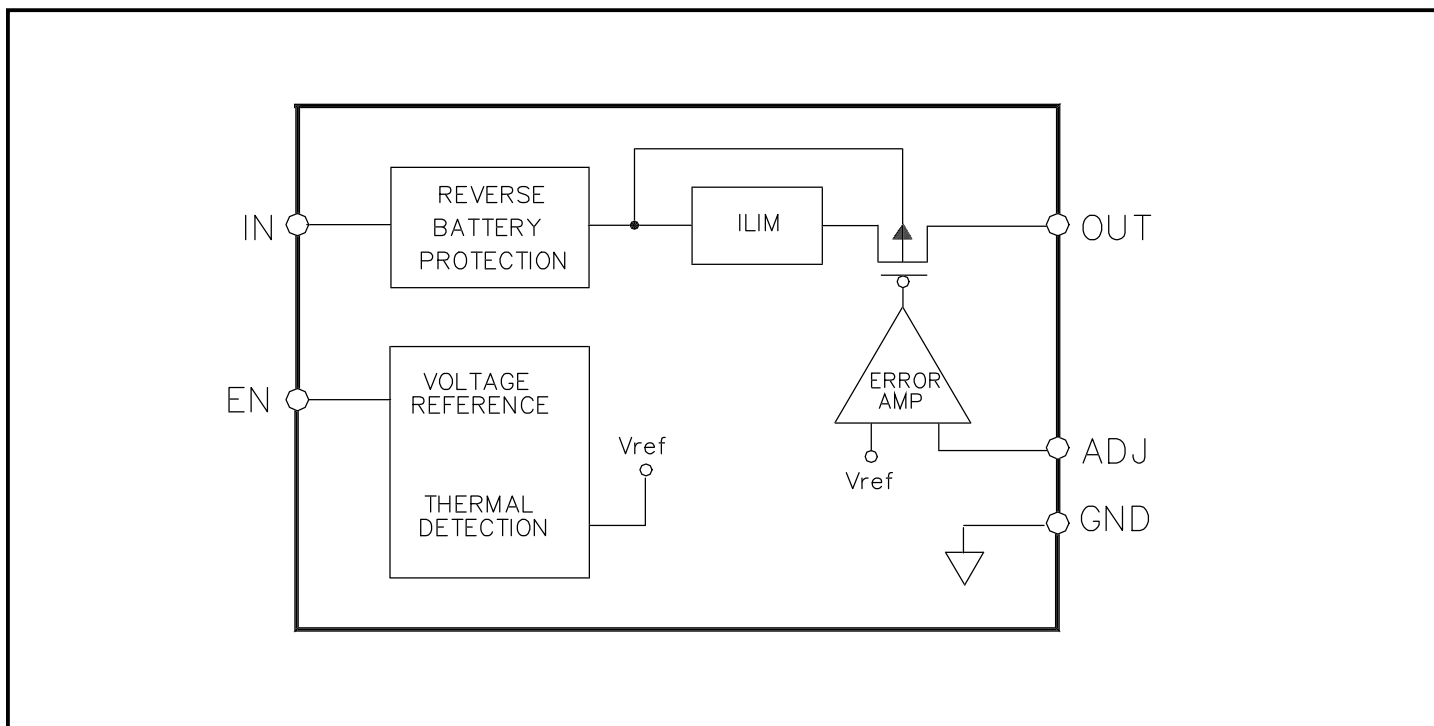 REVERSE
BATTERY
PROTECTION
ILIM
IN
OUT
VOLTAGE
REFERENCE
EN
ERROR
AMP
Vref
Vref
ADJ
THERMAL
DETECTION
GND